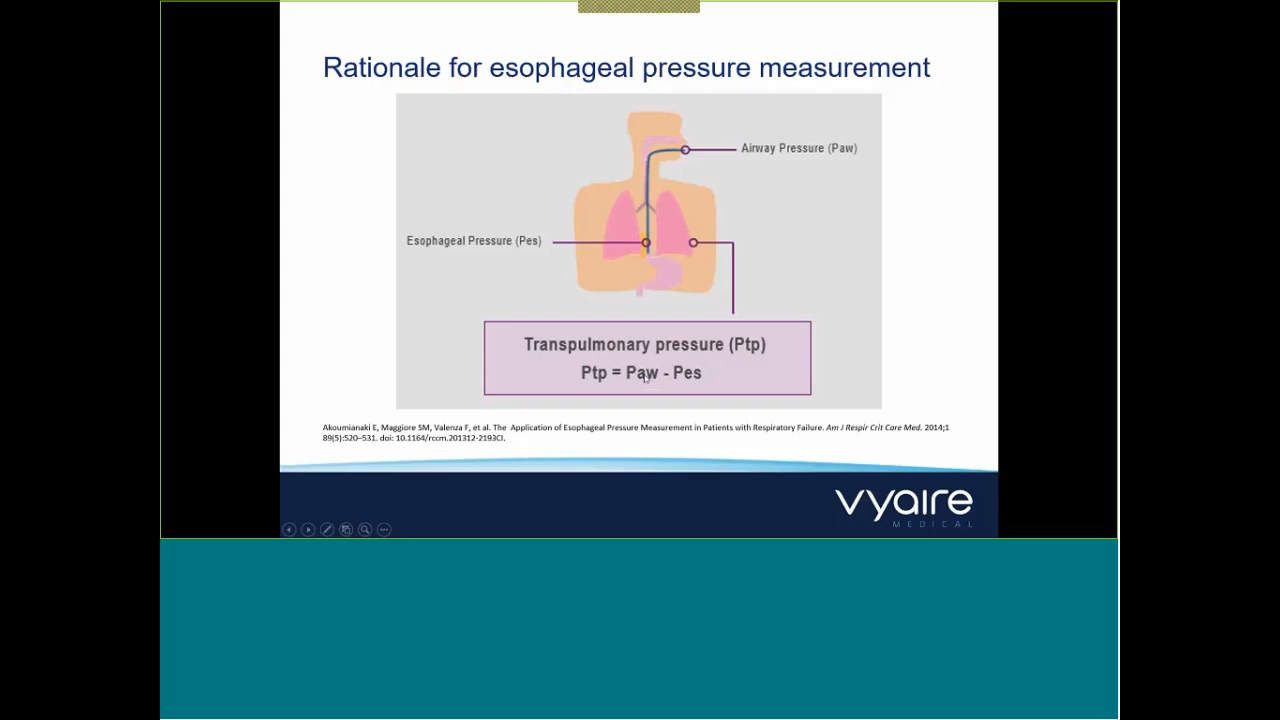 Rationale for esophageal pressure measurement
Airway Pressure (Paw)
Esophageal Pressure (Pes)
Transpulmonary pressure (Ptp)
Ptp = Paw - Pes
Akoumianaki E, Maggiore SM, Valenza F, et al. The Application of Esophageal Pressure Measurement in Patients with Respiratory Failure. Am J Respir Crit Care Med. 2014;1
89(5):520–531. doi: 10.1164/rccm.201312-2193CI.
vyaire
MEDICAL